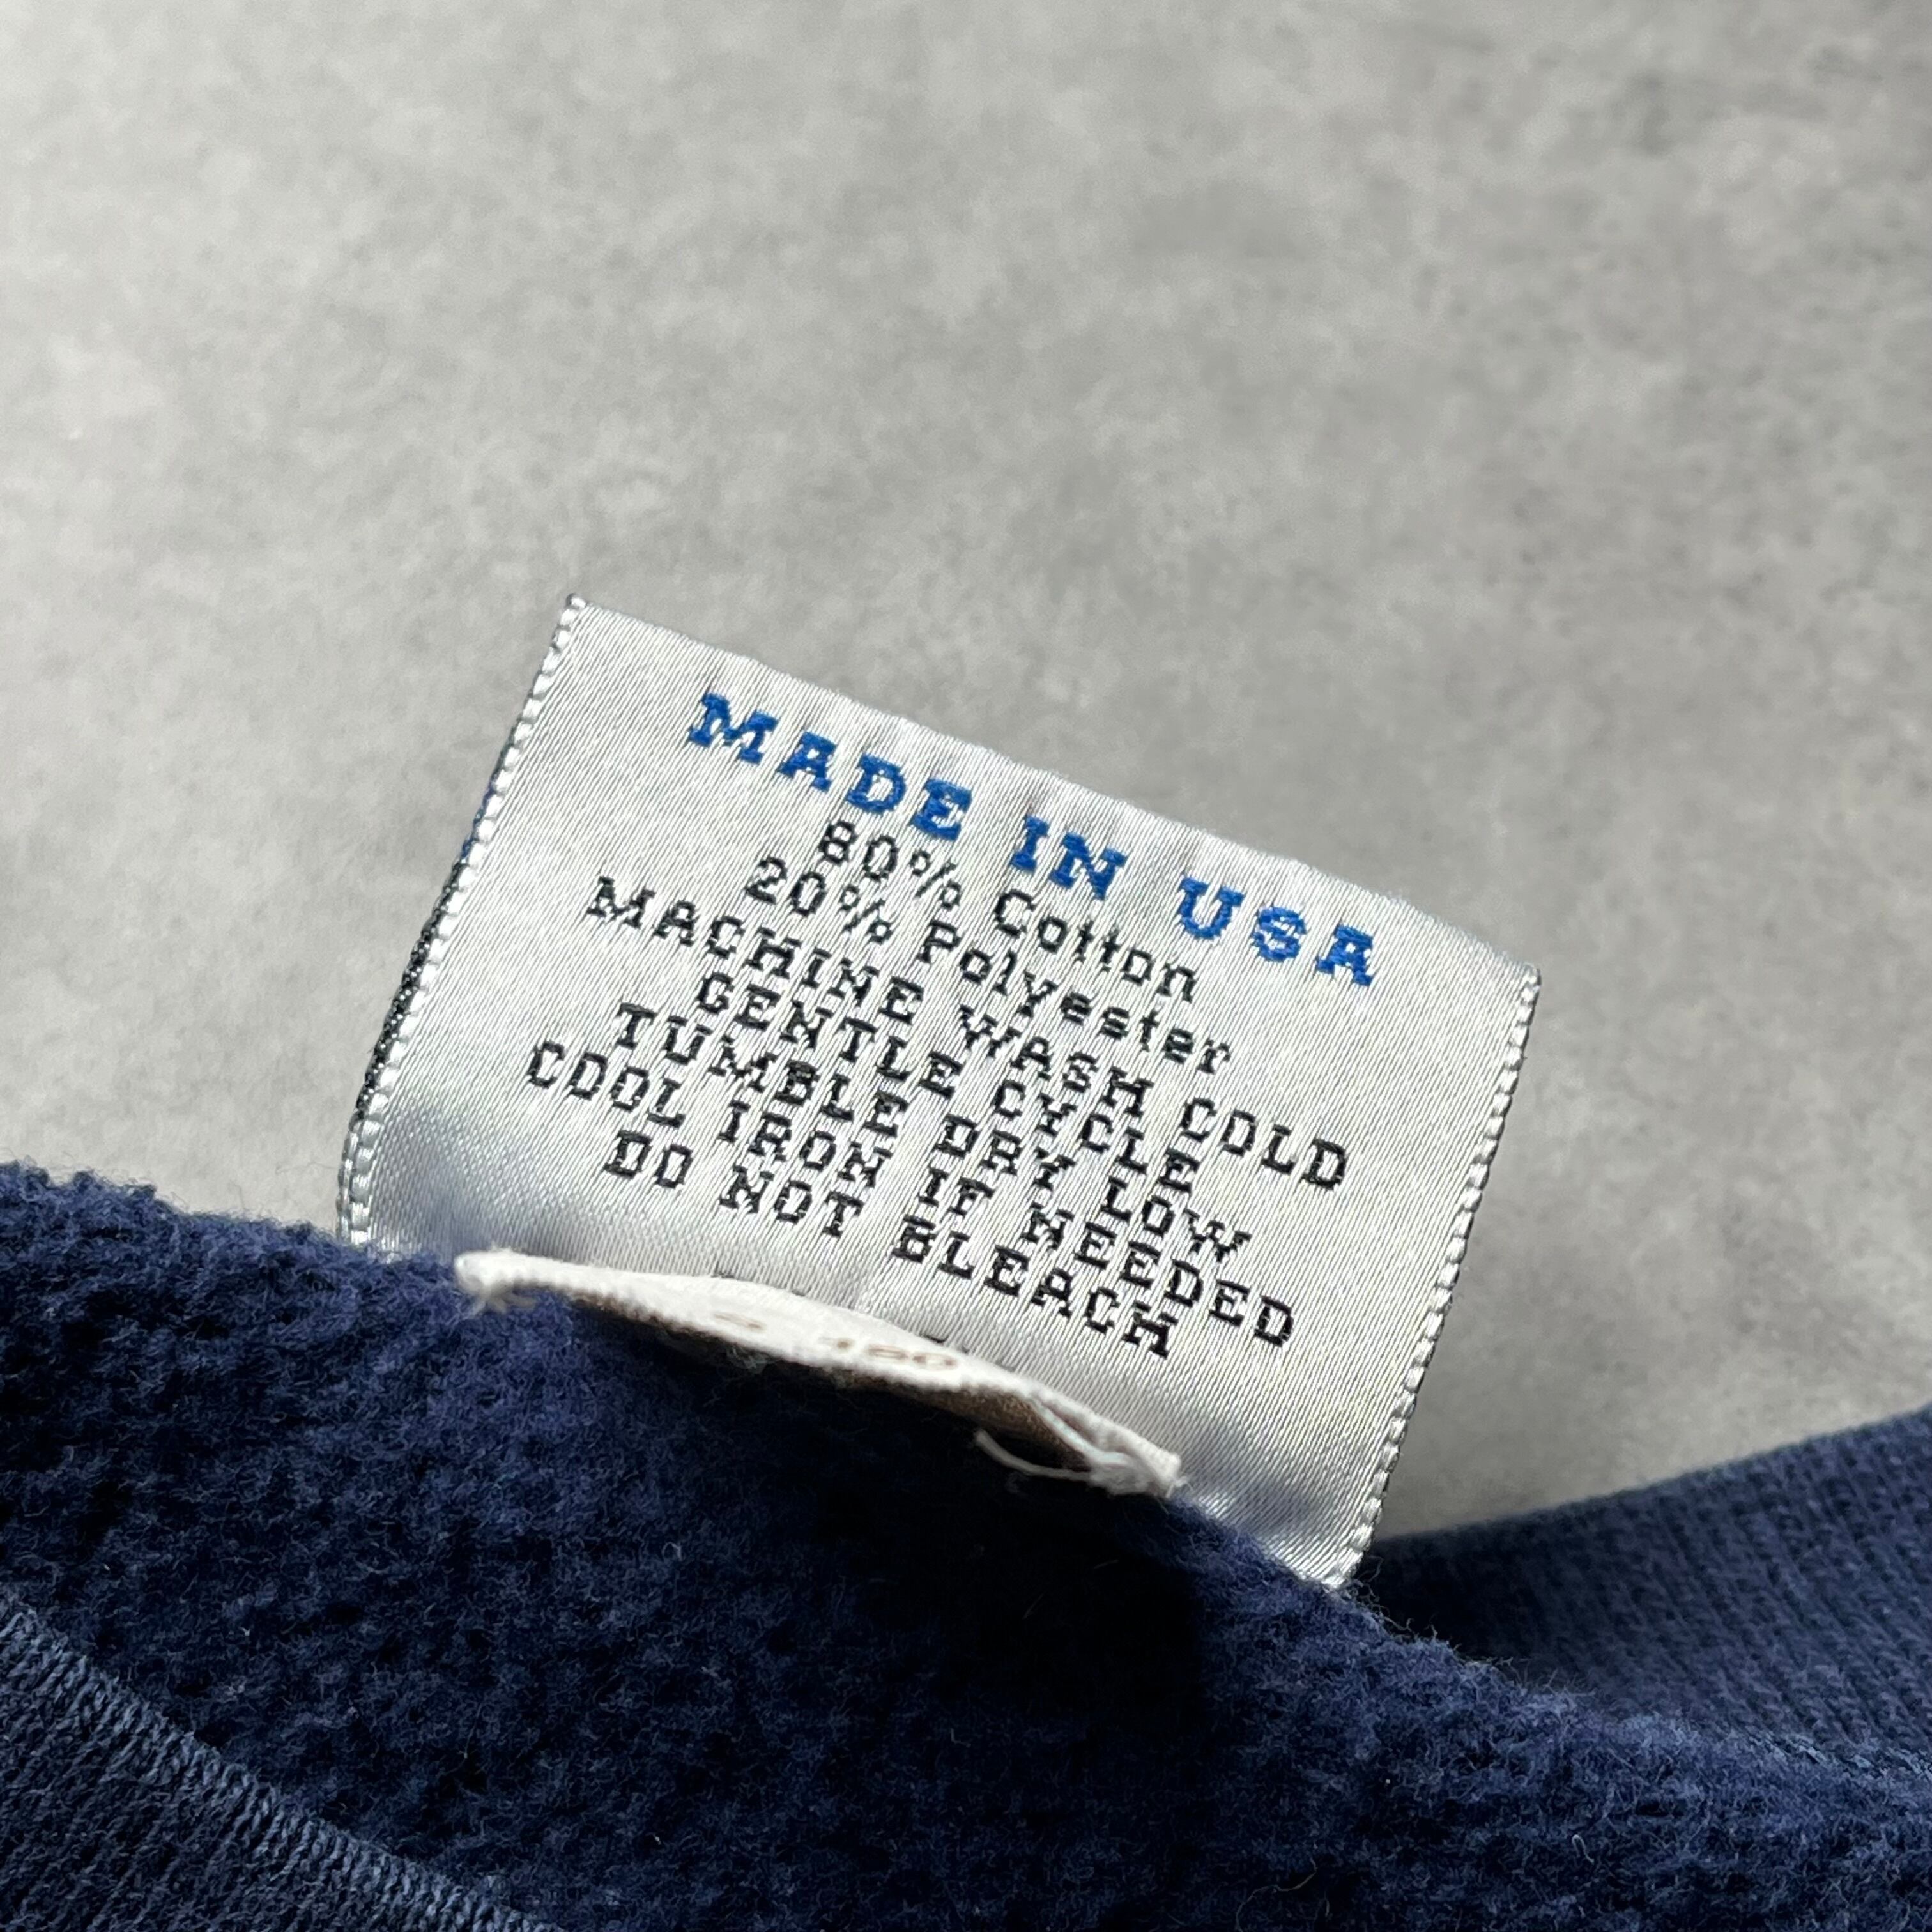 MADE IN USA
80% Cotton
20% Polyester
MACHINE WASH COLD
GENTLE CYCLE
TUMBLE DRY LOW
COOL IRON IF NEEDED
DO NOT BLEACH